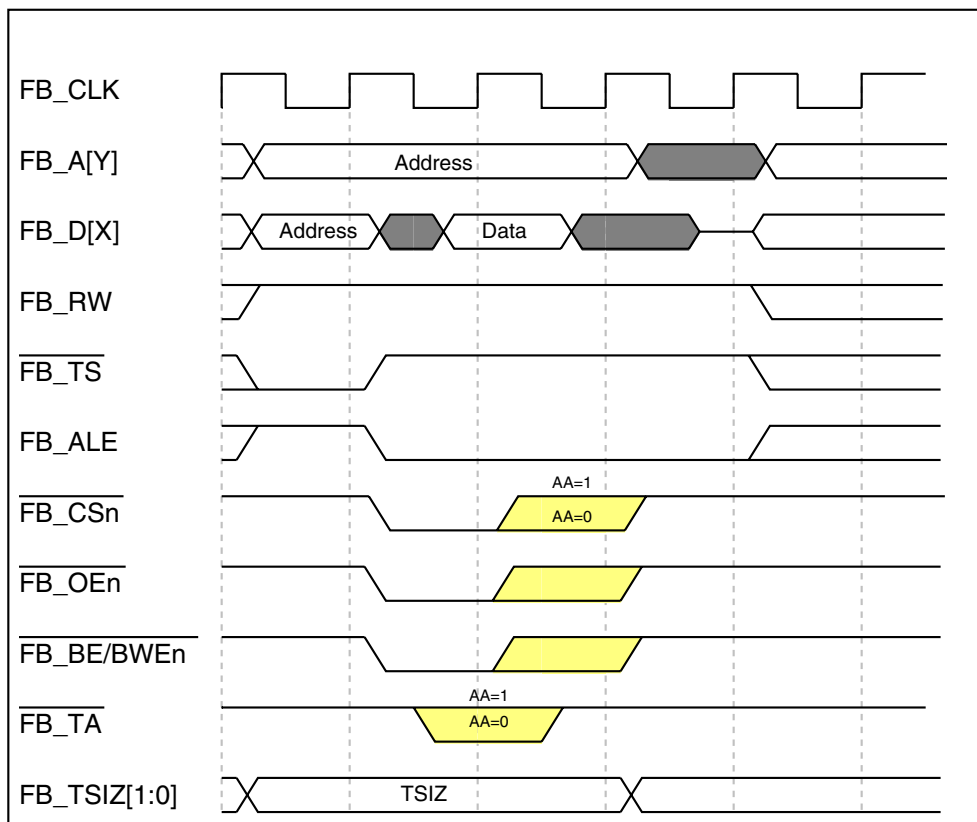 FB_CLK
FB_A[Y]
Address
FB_D[X]
Address
Data
FB_RW
FB_TS
FB_ALE
AA=1
FB_CSn
AA=0
FB_OEn
FB_BE/BWEn
AA=1
FB_TA
AA=0
FB_TSIZ[1:0]
TSIZ